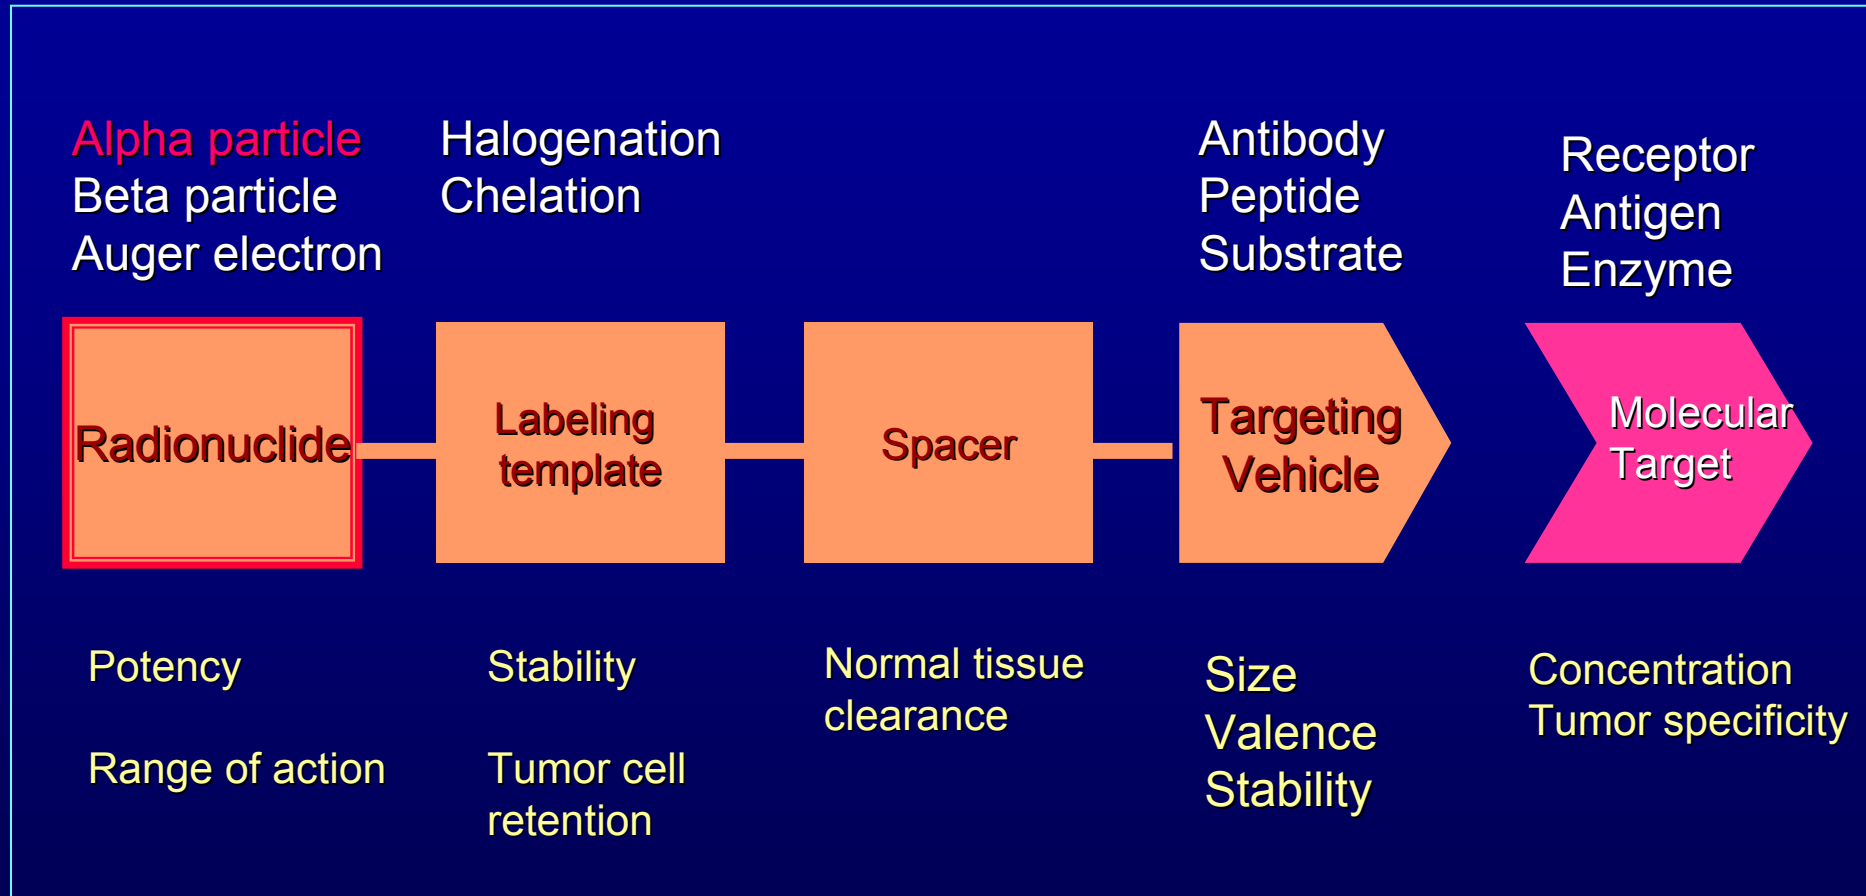 Alpha particle
Beta particle
Auger electron
Halogenation
Chelation
Antibody
Peptide
Substrate
Receptor
Antigen
Enzyme
Radionuclide
Labeling
template
Spacer
Targeting
Vehicle
Molecular
Target
Potency
Range of action
Stability
Tumor cell
retention
Normal tissue
clearance
Size
Valence
Stability
Concentration
Tumor specificity